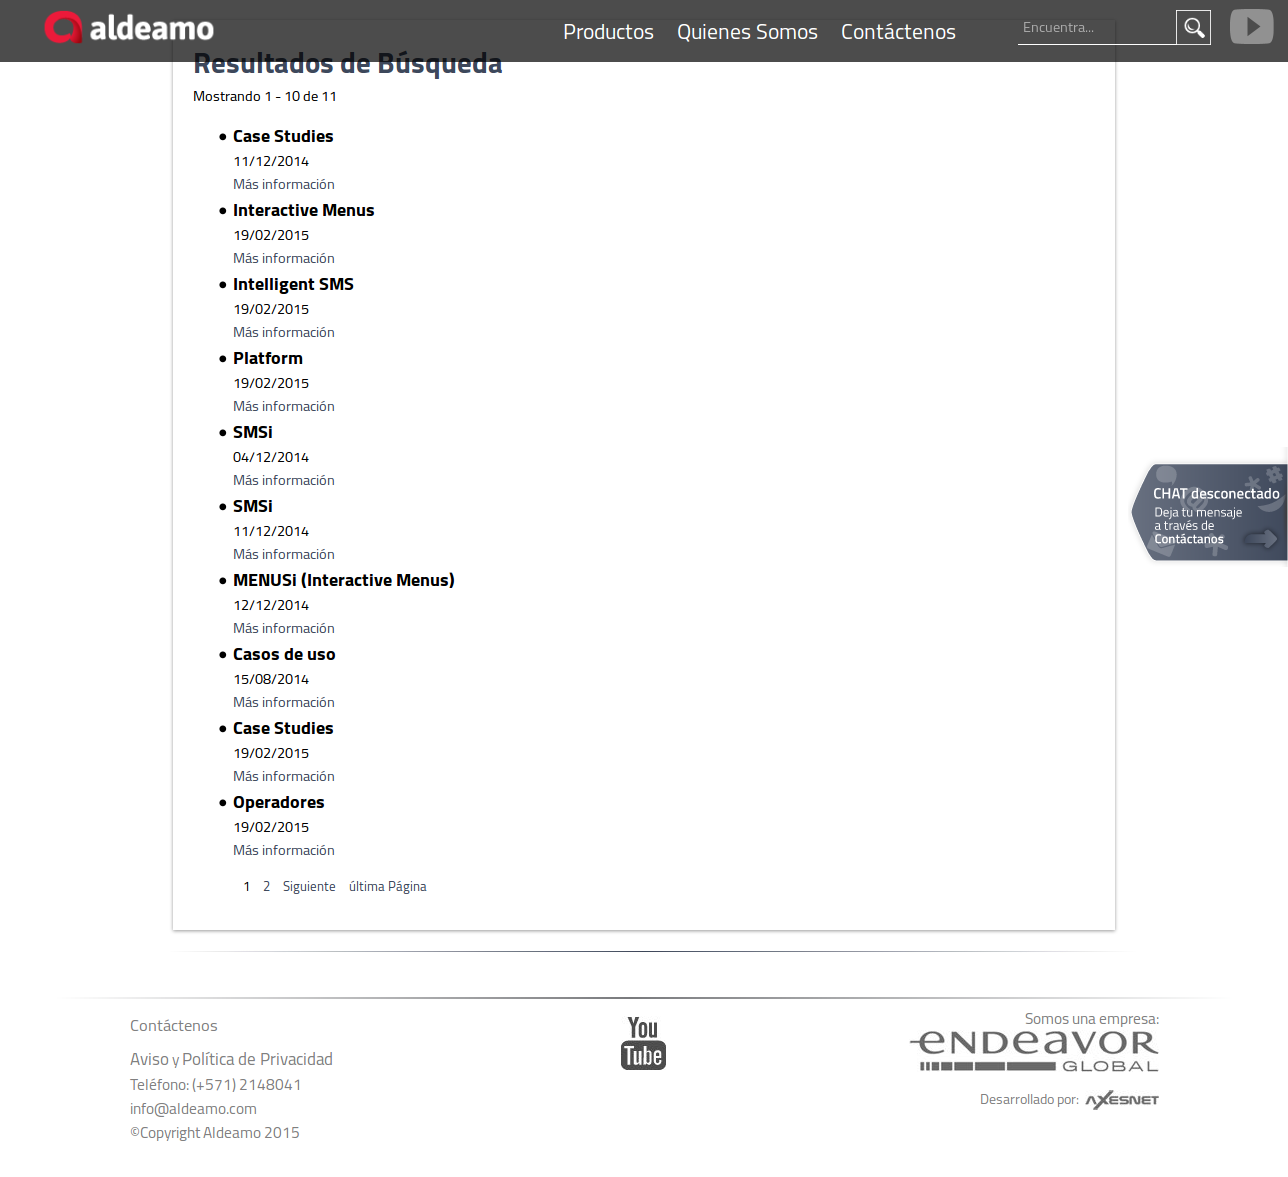 aldeamo
Productos Quienes Somos Contáctenos
Encuentra...
Resultados de Búsqueda
Mostrando 1 - 10 de 11
Case Studies
11/12/2014
Más información
Interactive Menus
19/02/2015
Más información
Intelligent SMS
19/02/2015
Más información
Platform
19/02/2015
Más información
SMSi
04/12/2014
Más información
SMSi
11/12/2014
Más información
MENUSi (Interactive Menus)
12/12/2014
Más información
Casos de uso
15/08/2014
Más información
Case Studies
19/02/2015
Más información
Operadores
19/02/2015
Más información
1 2 Siguiente última Página
CHAT desconectado
Deja tu mensaje
a través de
Contáctanos
Contáctenos
Aviso y Política de Privacidad
Teléfono: (+571) 2148041
info@aldeamo.com
©Copyright Aldeamo 2015
You
Tube
Somos una empresa:
ENDEAVOR
GLOBAL
Desarrollado por: AXESNET